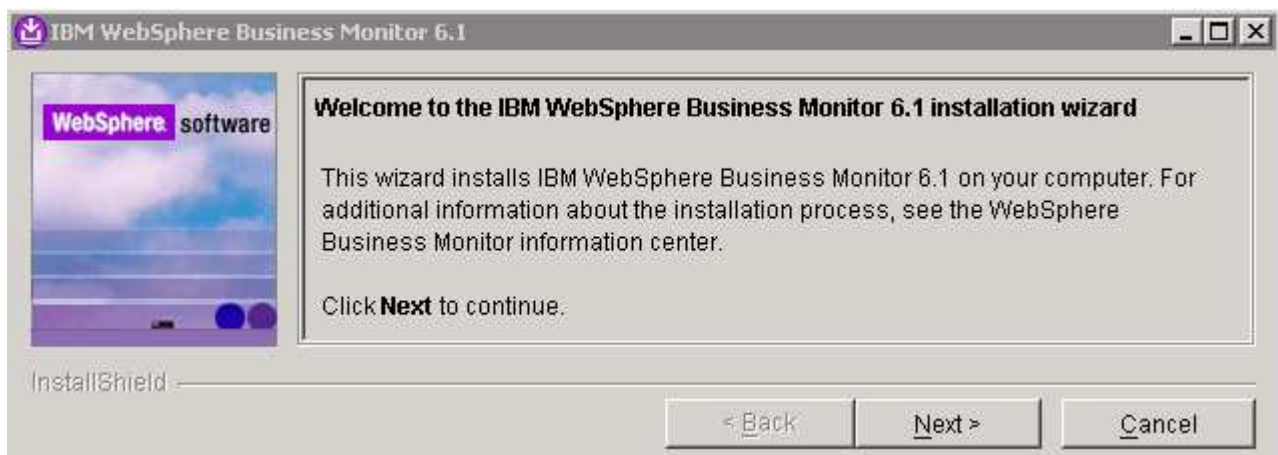 IBM WebSphere Business Monitor 6.1
WebSphere software
Welcome to the IBM WebSphere Business Monitor 6.1 installation wizard
This wizard installs IBM WebSphere Business Monitor 6.1 on your computer. For
additional information about the installation process, see the WebSphere
Business Monitor information center.
Click Next to continue.
InstallShield
< Back
Next >
Cancel